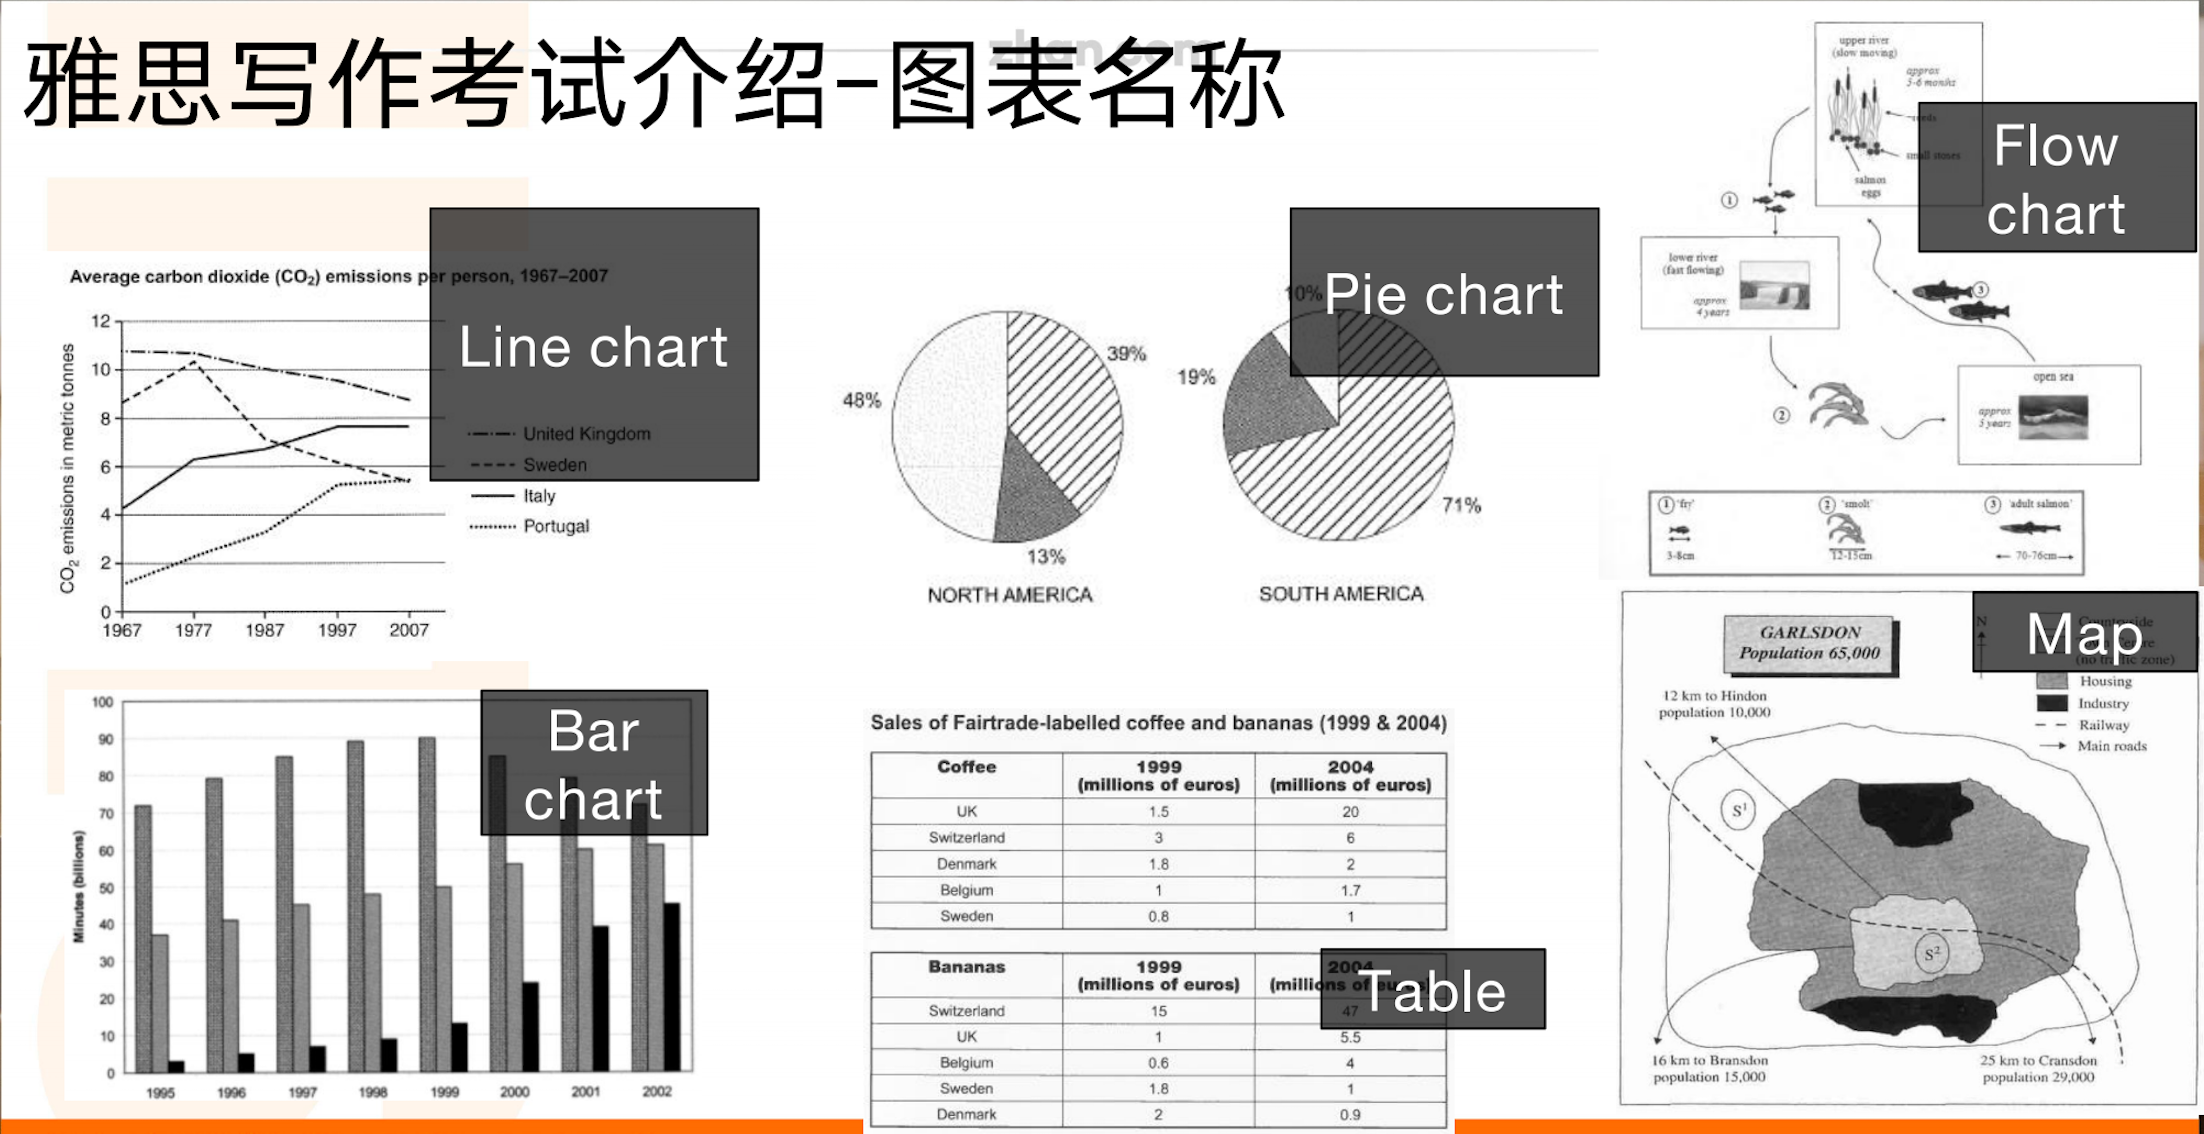 雅思写作考试介绍-图表名称
zhan.com
Average carbon dioxide (CO₂) emissions per person, 1967–2007
Line chart
CO₂ emissions in metric tonnes
12
10
8
6
4
2
0
1967 1977 1987 1997 2007
United Kingdom
Sweden
Italy
Portugal
Pie chart
48%
39%
13%
NORTH AMERICA
10%
19%
71%
SOUTH AMERICA
Flow
chart
upper river
(slow moving)
approx
5-6 months
reeds
small stones
salmon
eggs
1
lower river
(fast flowing)
approx
4 years
3
2
open sea
approx
5 years
1 'fry'
3-8cm
2 'smolt'
12-15cm
3 'adult salmon'
70-76cm
Bar
chart
Minutes (billions)
100
90
80
70
60
50
40
30
20
10
0
1995 1996 1997 1998 1999 2000 2001 2002
Sales of Fairtrade-labelled coffee and bananas (1999 & 2004)
Coffee 1999 2004
(millions of euros) (millions of euros)
UK 1.5 20
Switzerland 3 6
Denmark 1.8 2
Belgium 1 1.7
Sweden 0.8 1
Table
Bananas 1999 2004
(millions of euros) (millions of euros)
Switzerland 15 47
UK 1 5.5
Belgium 0.6 4
Sweden 1.8 1
Denmark 2 0.9
Map
GARLSDON
Population 65,000
N
Countryside
Town Centre
(no traffic zone)
Housing
Industry
Railway
Main roads
12 km to Hindon
population 10,000
S¹
S²
16 km to Bransdon
population 15,000
25 km to Cransdon
population 29,000